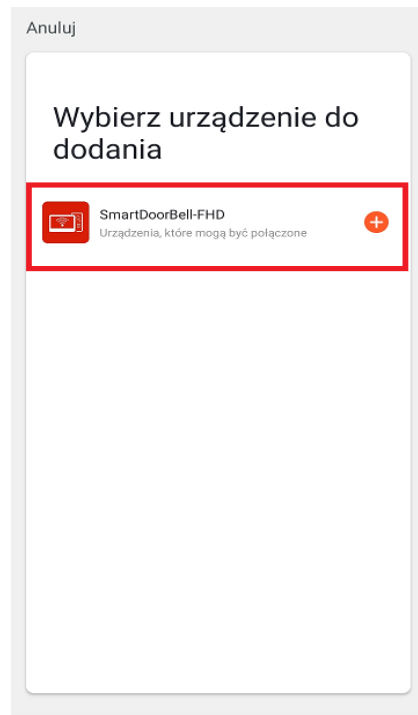 Anuluj
Wybierz urządzenie do
dodania
SmartDoorBell-FHD
Urządzenia, które mogą być połączone